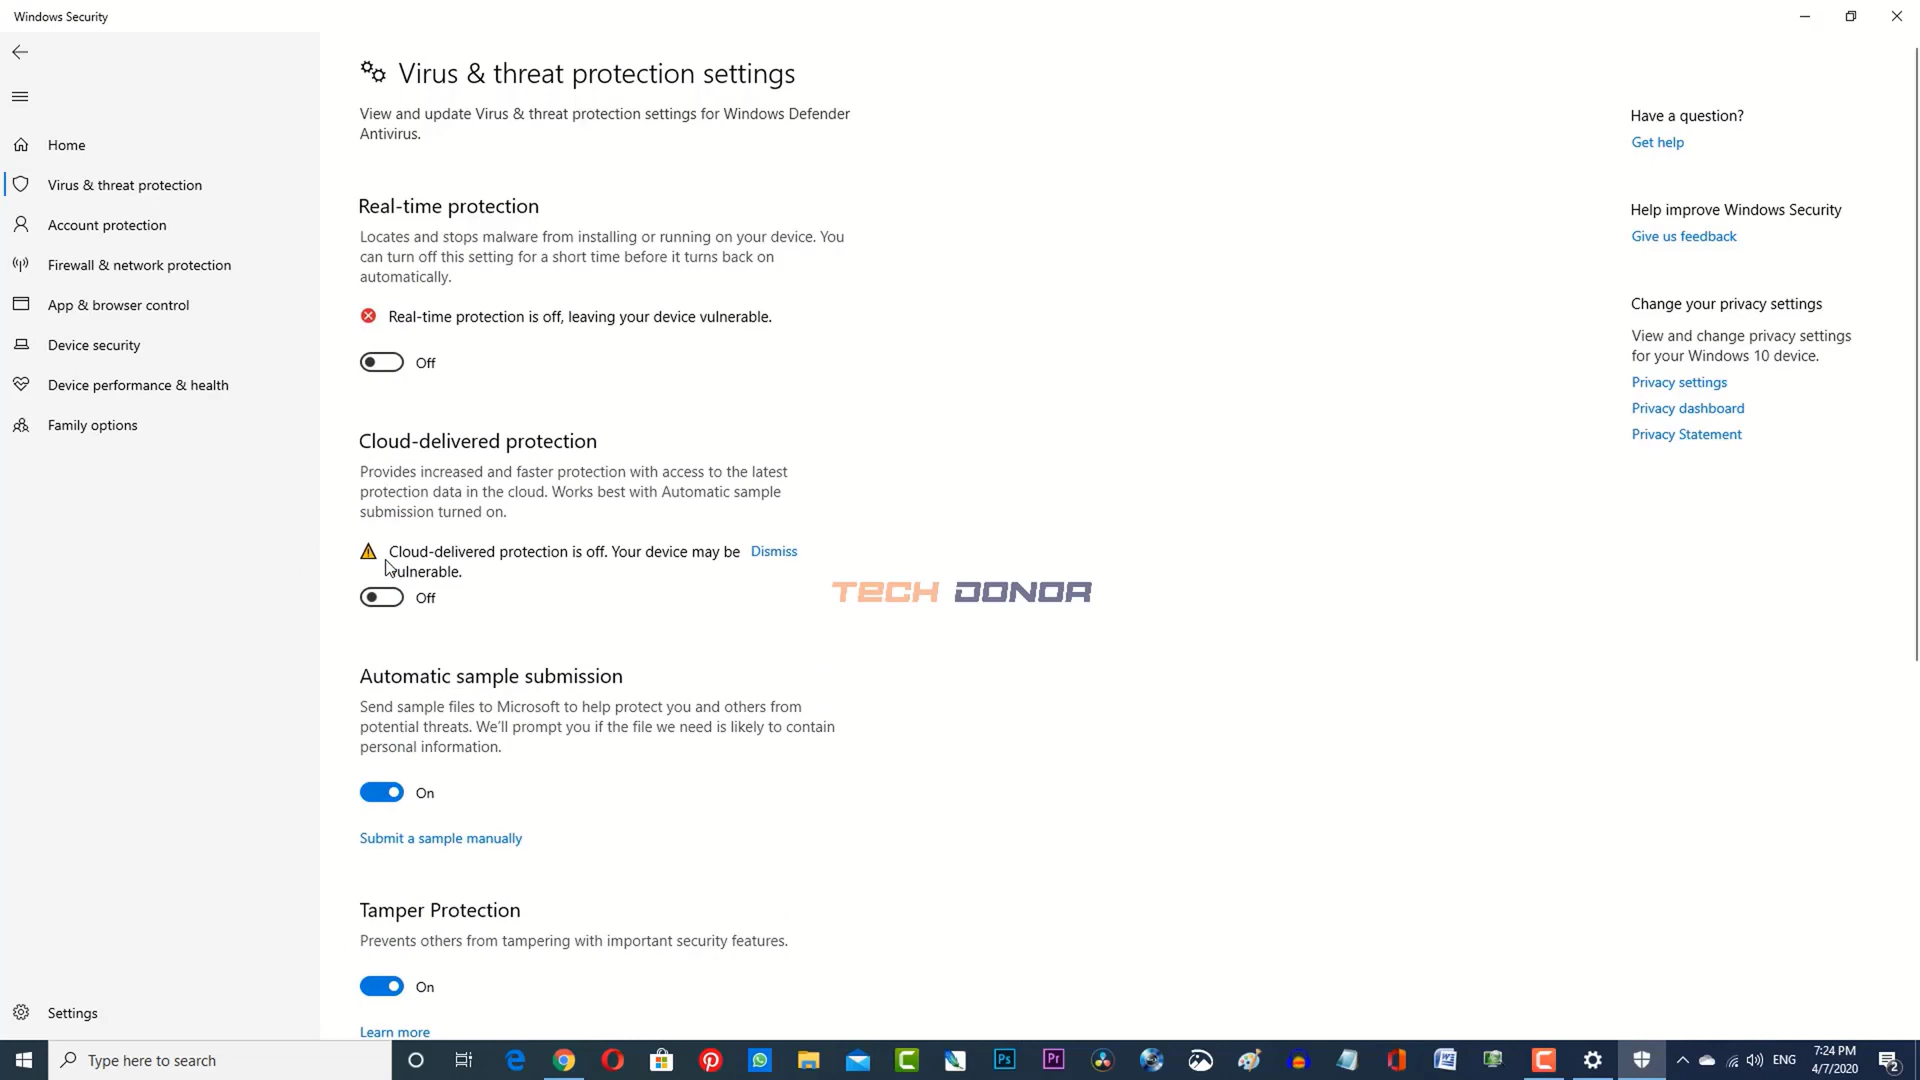 Windows Security
Home
Virus & threat protection
Account protection
Firewall & network protection
App & browser control
Device security
Device performance & health
Family options
Settings
Virus & threat protection settings
View and update Virus & threat protection settings for Windows Defender
Antivirus.
Real-time protection
Locates and stops malware from installing or running on your device. You
can turn off this setting for a short time before it turns back on
automatically.
Real-time protection is off, leaving your device vulnerable.
Off
Cloud-delivered protection
Provides increased and faster protection with access to the latest
protection data in the cloud. Works best with Automatic sample
submission turned on.
Cloud-delivered protection is off. Your device may be Dismiss
vulnerable.
Off
Automatic sample submission
Send sample files to Microsoft to help protect you and others from
potential threats. We'll prompt you if the file we need is likely to contain
personal information.
On
Submit a sample manually
Tamper Protection
Prevents others from tampering with important security features.
On
Learn more
Have a question?
Get help
Help improve Windows Security
Give us feedback
Change your privacy settings
View and change privacy settings
for your Windows 10 device.
Privacy settings
Privacy dashboard
Privacy Statement
TECH DONOR
Type here to search
Ps
Pr
ENG
7:24 PM
4/7/2020
2